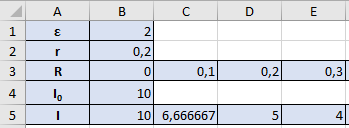 A B C D E
1 ε 2
2 r 0,2
3 R 0 0,1 0,2 0,3
4 I₀ 10
5 I 10 6,666667 5 4